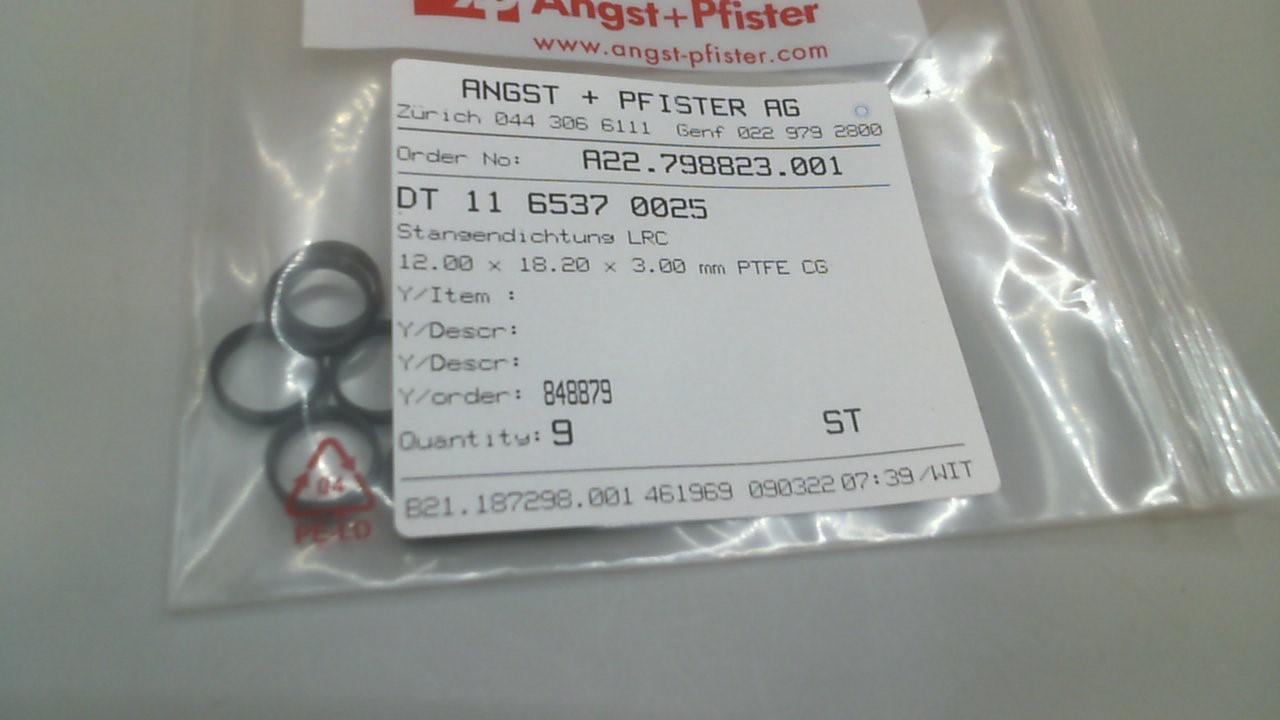 Angst+Pfister
www.angst-pfister.com
ANGST + PFISTER AG
Zürich 044 306 6111 Genf 022 979 2800
Order No: A22.798823.001
DT 11 6537 0025
Stangendichtung LRC
12.00 x 18.20 x 3.00 mm PTFE CG
Y/Item :
Y/Descr:
Y/Descr:
Y/order: 848879
Quantity: 9 ST
B21.187298.001 461969 090322 07:39/WIT
04
PE-LD